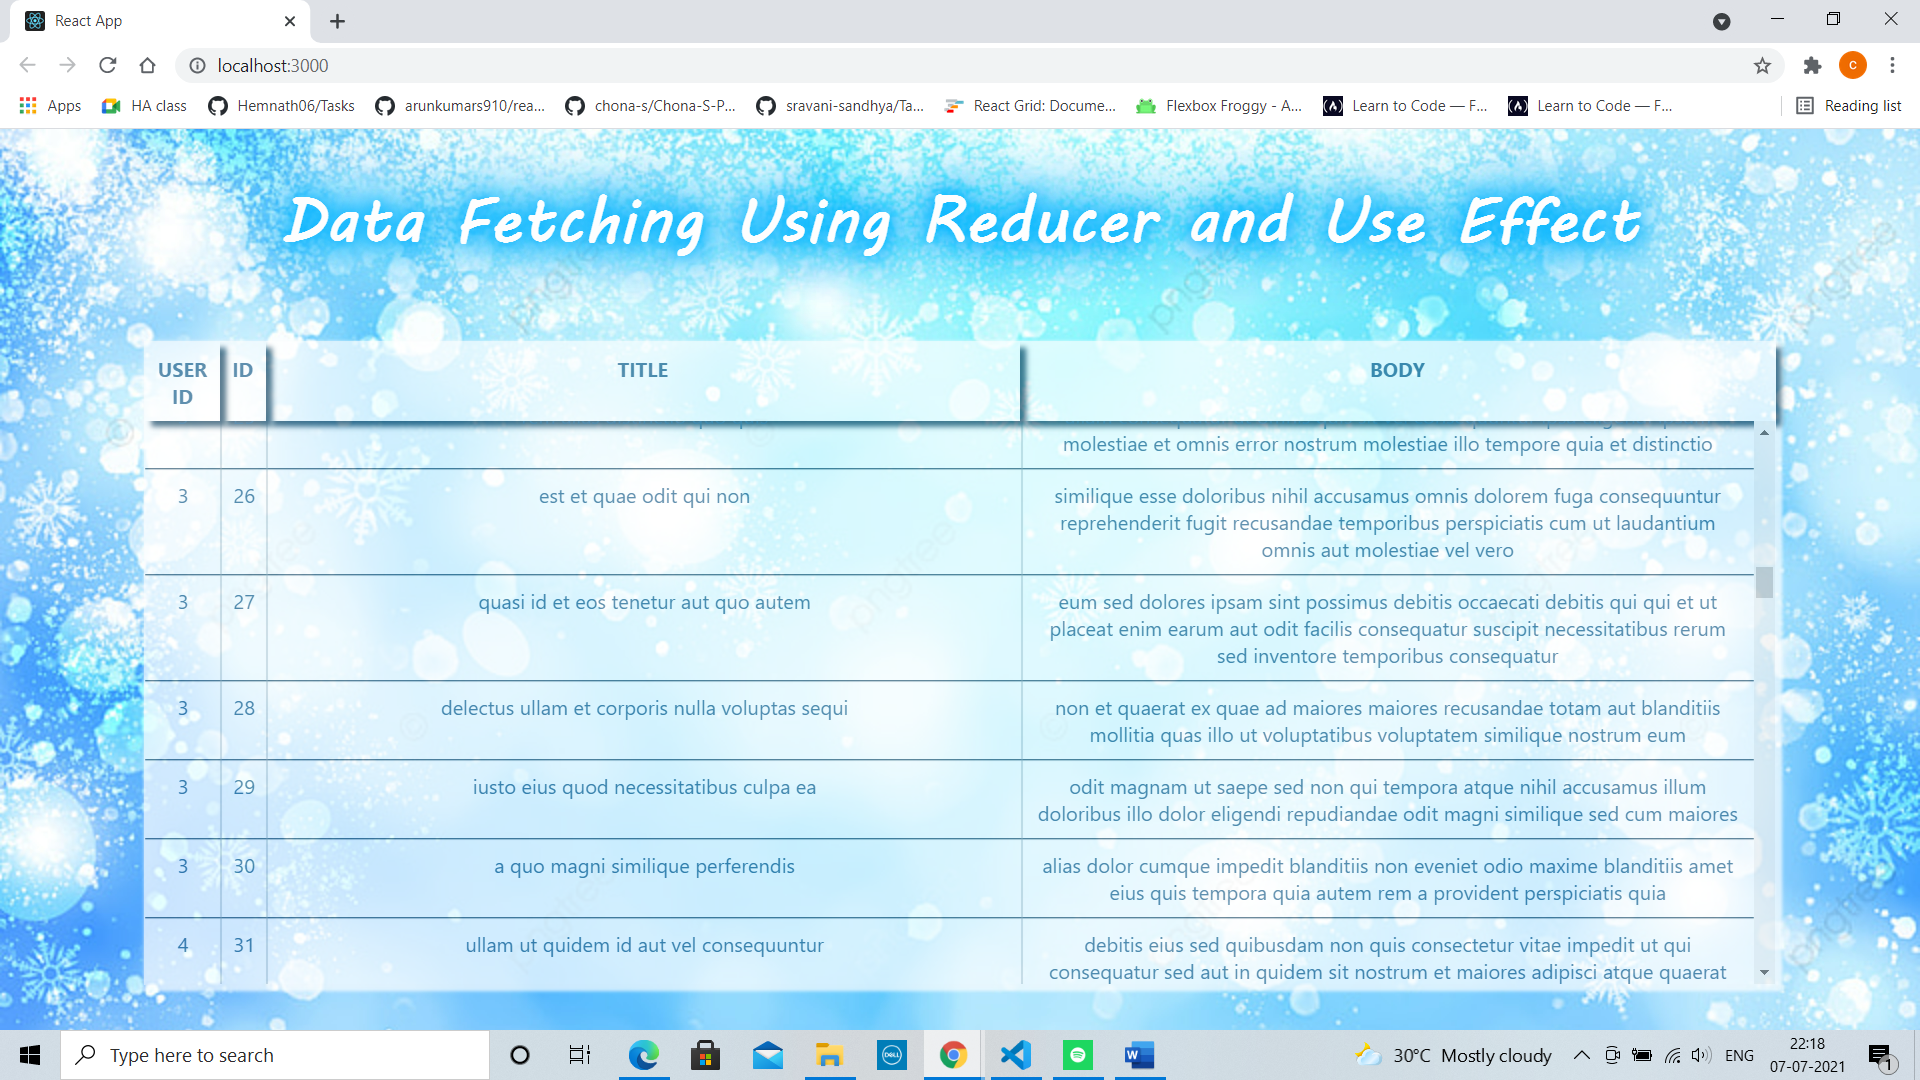 React App
localhost:3000
Apps HA class Hemnath06/Tasks arunkumars910/rea... chona-s/Chona-S-P... sravani-sandhya/Ta... React Grid: Docume... Flexbox Froggy - A... Learn to Code — F... Learn to Code — F... Reading list
Data Fetching Using Reducer and Use Effect
USER ID TITLE BODY
ID
molestiae et omnis error nostrum molestiae illo tempore quia et distinctio
3 26 est et quae odit qui non similique esse doloribus nihil accusamus omnis dolorem fuga consequuntur
reprehenderit fugit recusandae temporibus perspiciatis cum ut laudantium
omnis aut molestiae vel vero
3 27 quasi id et eos tenetur aut quo autem eum sed dolores ipsam sint possimus debitis occaecati debitis qui qui et ut
placeat enim earum aut odit facilis consequatur suscipit necessitatibus rerum
sed inventore temporibus consequatur
3 28 delectus ullam et corporis nulla voluptas sequi non et quaerat ex quae ad maiores maiores recusandae totam aut blanditiis
mollitia quas illo ut voluptatibus voluptatem similique nostrum eum
3 29 iusto eius quod necessitatibus culpa ea odit magnam ut saepe sed non qui tempora atque nihil accusamus illum
doloribus illo dolor eligendi repudiandae odit magni similique sed cum maiores
3 30 a quo magni similique perferendis alias dolor cumque impedit blanditiis non eveniet odio maxime blanditiis amet
eius quis tempora quia autem rem a provident perspiciatis quia
4 31 ullam ut quidem id aut vel consequuntur debitis eius sed quibusdam non quis consectetur vitae impedit ut qui
consequatur sed aut in quidem sit nostrum et maiores adipisci atque quaerat
Type here to search 30°C Mostly cloudy ENG 22:18
07-07-2021